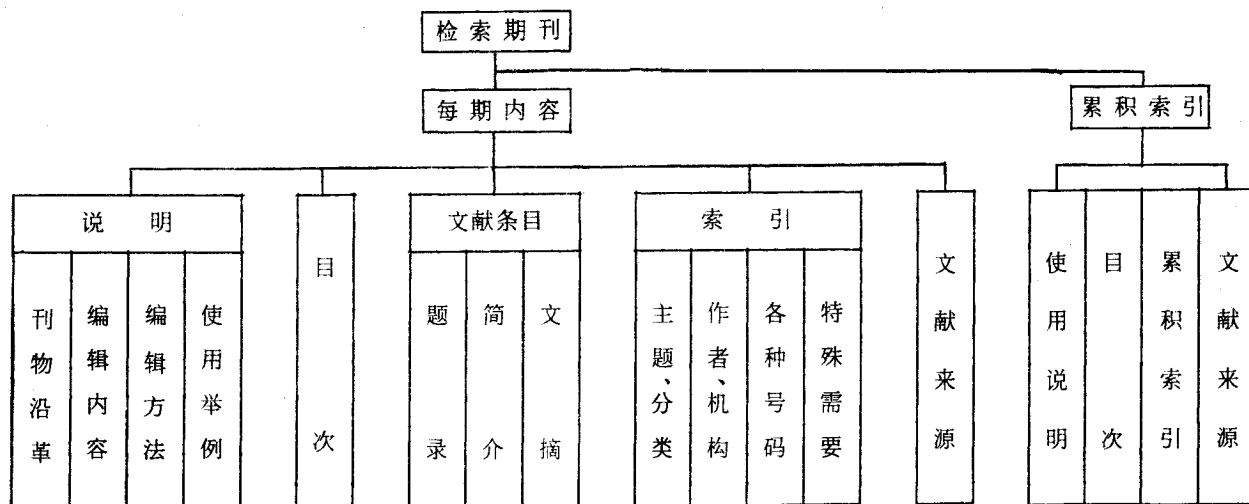 检索期刊
每期内容
累积索引
说明
刊物沿革
编辑内容
编辑方法
使用举例
目次
文献条目
题录
简介
文摘
索引
主题、分类
作者、机构
各种号码
特殊需要
文献来源
使用说明
目次
累积索引
文献来源